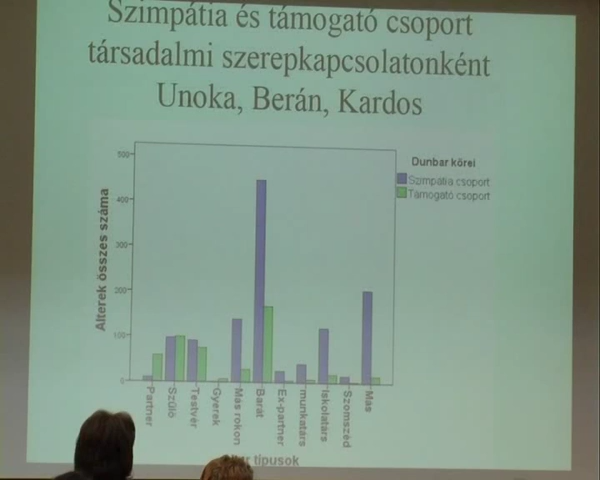 Szimpátia és támogató csoport
társadalmi szerepkapcsolatonként
Unoka, Berán, Kardos
Dunbar körei
Szimpátia csoport
Támogató csoport
Alterek összes száma
500
400
300
200
100
0
Partner
Szülő
Testvér
Gyerek
Más rokon
Barát
Ex-partner
munkatárs
Iskolatárs
Szomszéd
Más
típusok